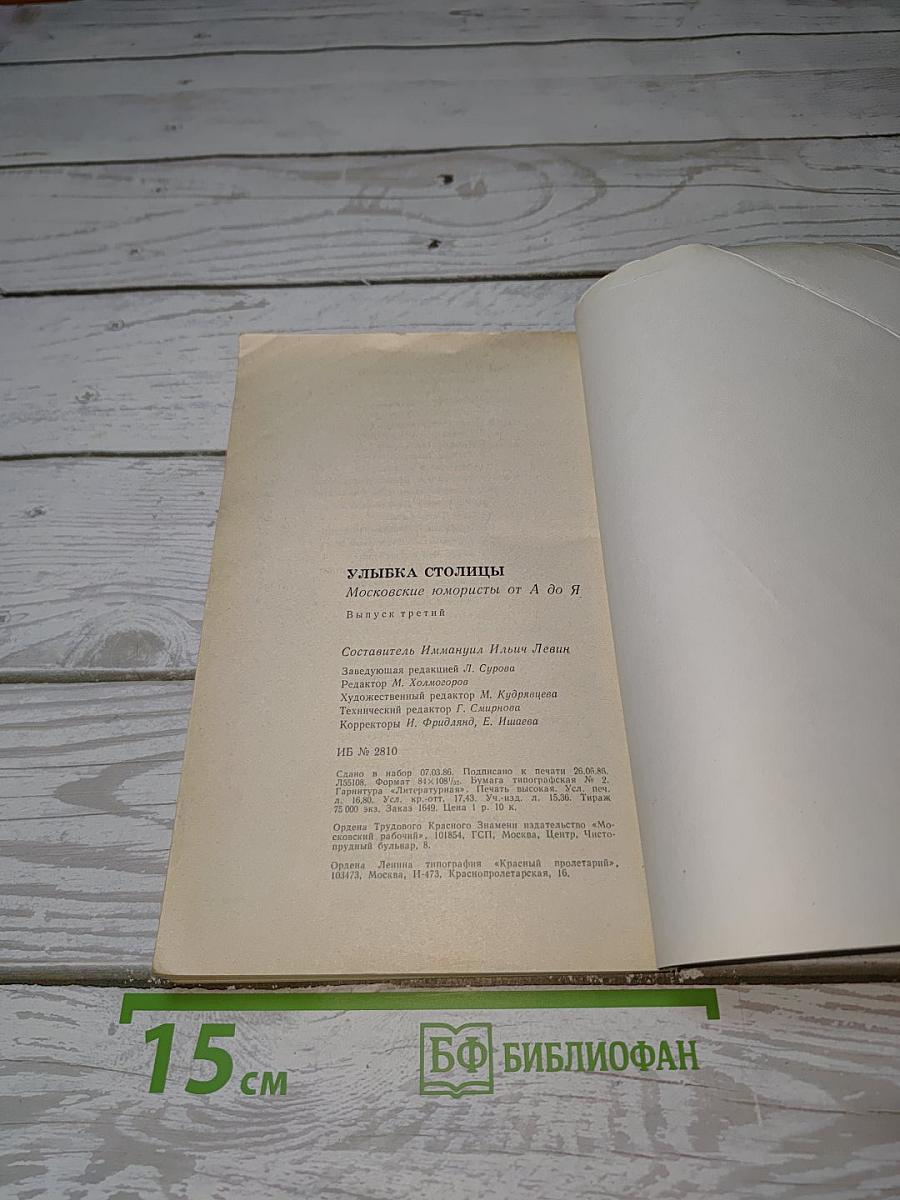 УЛЫБКА СТОЛИЦЫ
Московские юмористы от А до Я
Выпуск третий
Составитель Иммануил Ильич Левин
Заведующая редакцией Л. Сурова
Редактор М. Холмогоров
Художественный редактор М. Кудрявцева
Технический редактор Г. Смирнова
Корректоры И. Фридлянд, Е. Ишаева
ИБ № 2810
Сдано в набор 07.03.86. Подписано к печати 26.06.86.
Л55108. Формат 84×108¹/₃₂. Бумага типографская № 2.
Гарнитура «Литературная». Печать высокая. Усл. печ.
л. 16,80. Усл. кр.-отт. 17,43. Уч.-изд. л. 15,36. Тираж
75 000 экз. Заказ 1649. Цена 1 р. 10 к.
Ордена Трудового Красного Знамени издательство «Мо-
сковский рабочий», 101854, ГСП, Москва, Центр, Чисто-
прудный бульвар, 8.
Ордена Ленина типография «Красный пролетарий»,
103473, Москва, И-473, Краснопролетарская, 16.
15 см
БФ БИБЛИОФАН